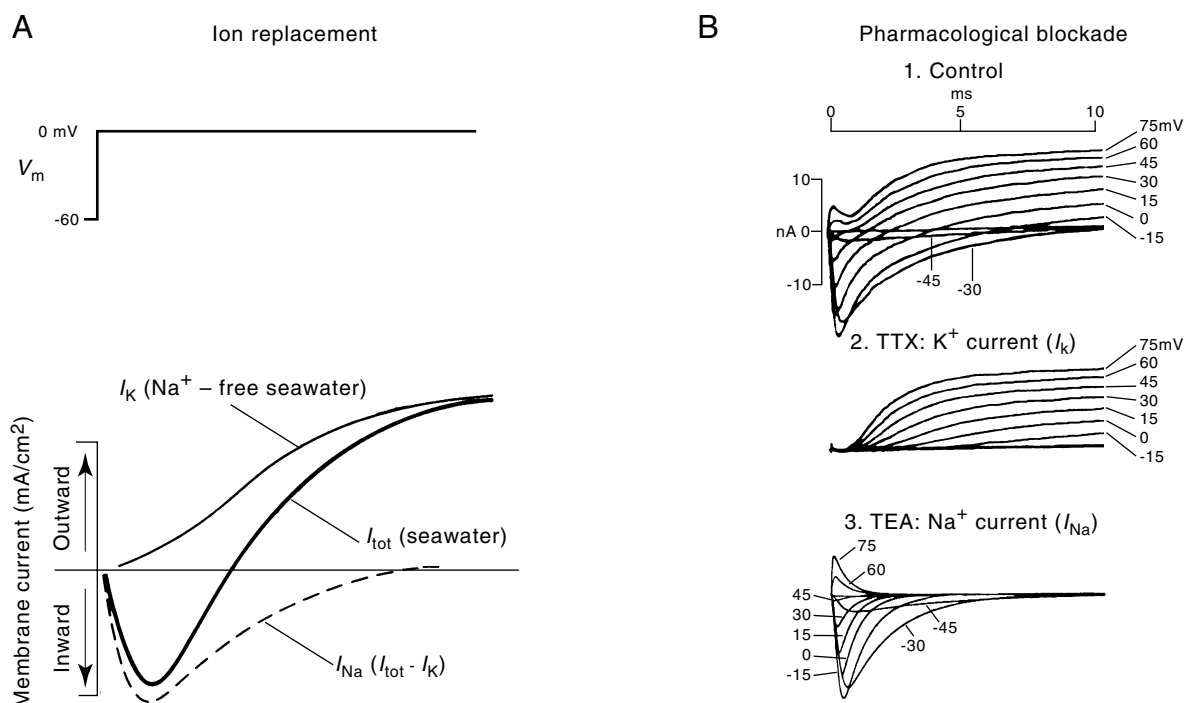 A
Ion replacement
0 mV
Vm
-60
IK (Na+ – free seawater)
Itot (seawater)
INa (Itot - IK)
Membrane current (mA/cm2)
Outward
Inward
B
Pharmacological blockade
1. Control
ms
0 5 10
75mV
60
45
30
15
0
-15
10
nA 0
-10
-45
-30
2. TTX: K+ current (Ik)
75mV
60
45
30
15
0
-15
3. TEA: Na+ current (INa)
75
60
45
30
15
0
-15
-45
-30